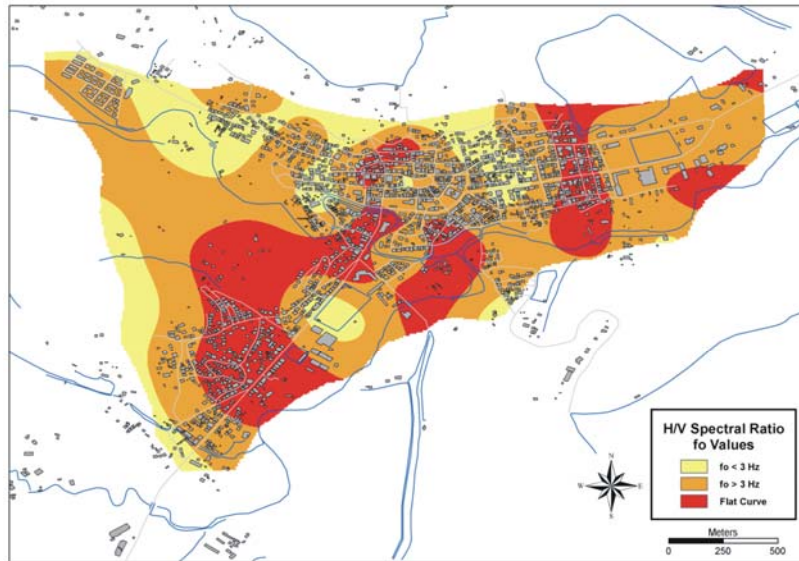 H/V Spectral Ratio
fo Values
fo < 3 Hz
fo > 3 Hz
Flat Curve
N
W E
S
Meters
0 250 500